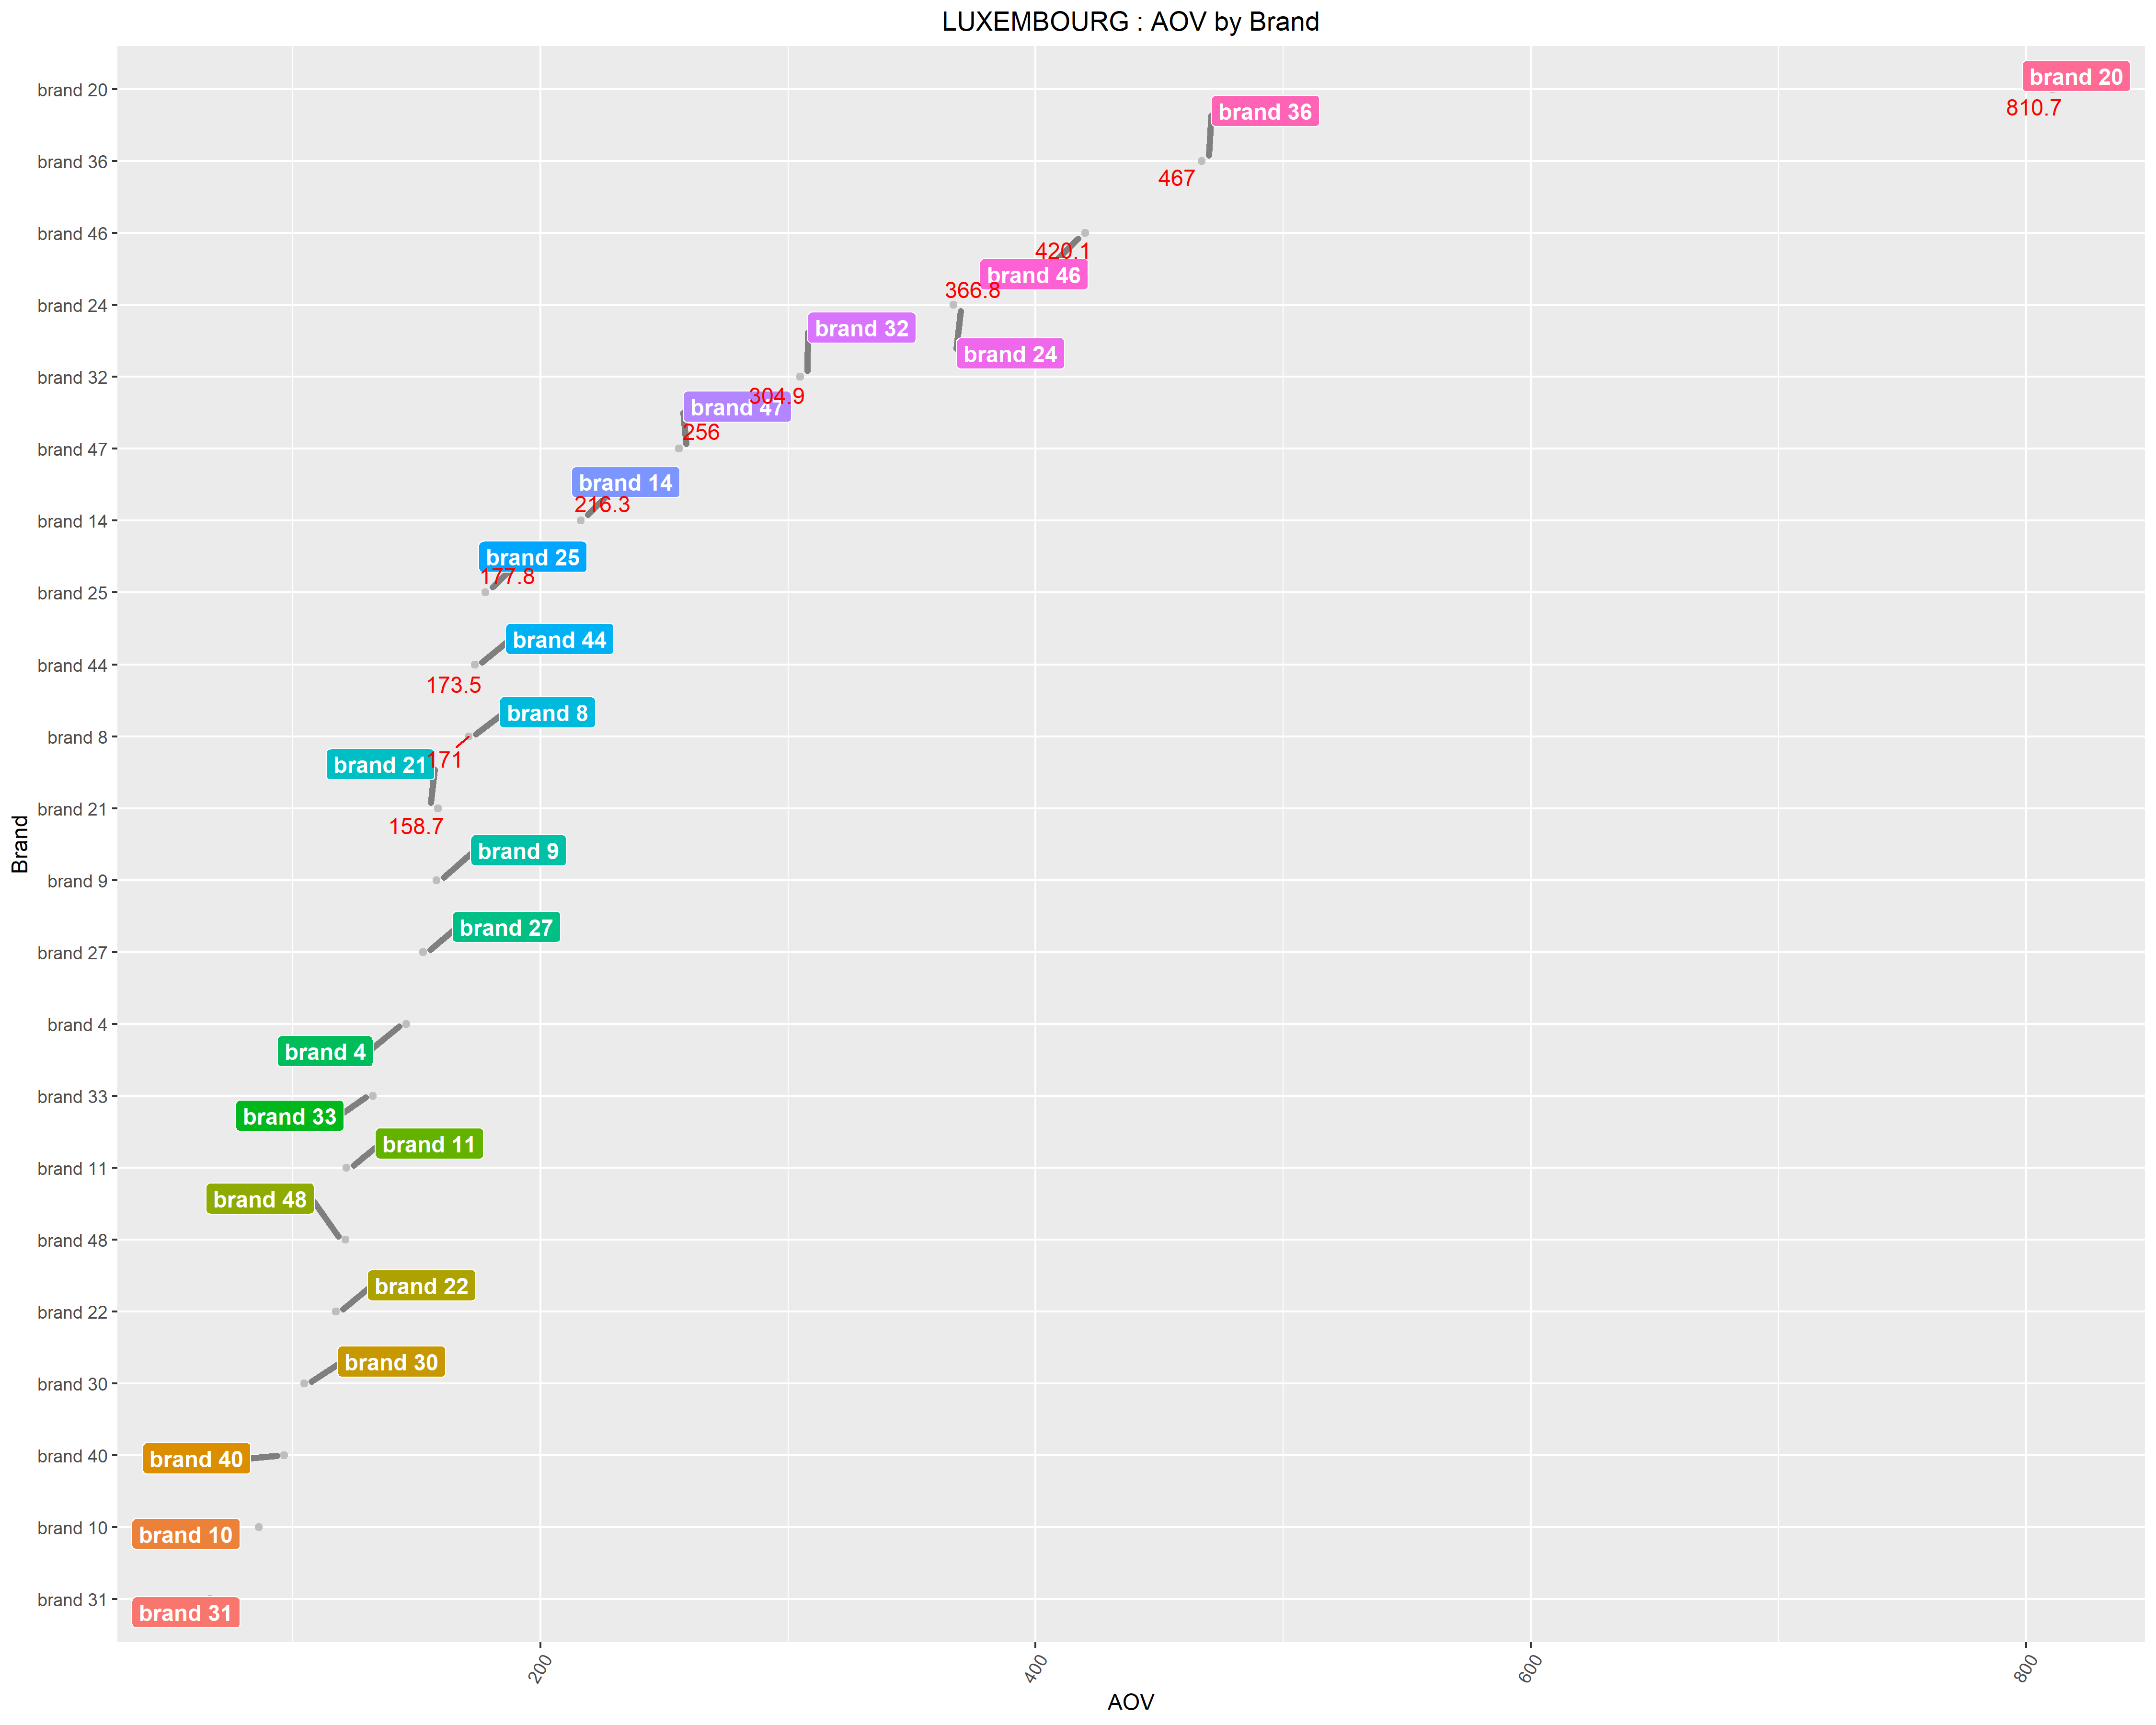 LUXEMBOURG : AOV by Brand
brand 20
brand 20
810.7
brand 36
brand 36
467
brand 46
420.1
brand 46
366.8
brand 24
brand 32
brand 24
brand 32
304.9
brand 47
256
brand 47
brand 14
216.3
brand 14
brand 25
177.8
brand 25
brand 44
brand 44
173.5
brand 8
brand 8
171
brand 21
brand 21
158.7
brand 9
brand 9
brand 27
brand 27
brand 4
brand 4
brand 33
brand 33
brand 11
brand 11
brand 48
brand 48
brand 22
brand 22
brand 30
brand 30
brand 40
brand 40
brand 10
brand 10
brand 31
brand 31
Brand
200
400
600
800
AOV